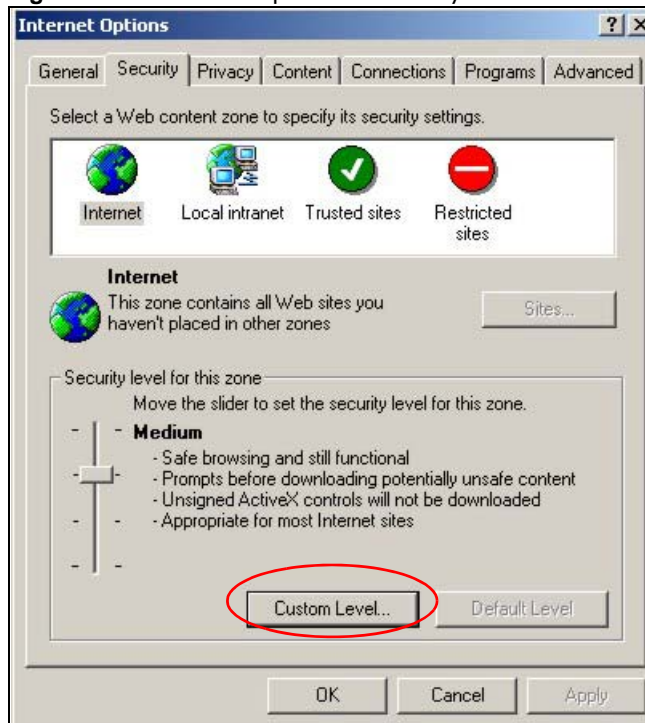 Internet Options
General Security Privacy Content Connections Programs Advanced
Select a Web content zone to specify its security settings.
Internet Local intranet Trusted sites Restricted sites
Internet
This zone contains all Web sites you
haven't placed in other zones
Sites...
Security level for this zone
Move the slider to set the security level for this zone.
Medium
- Safe browsing and still functional
- Prompts before downloading potentially unsafe content
- Unsigned ActiveX controls will not be downloaded
- Appropriate for most Internet sites
Custom Level... Default Level
OK Cancel Apply